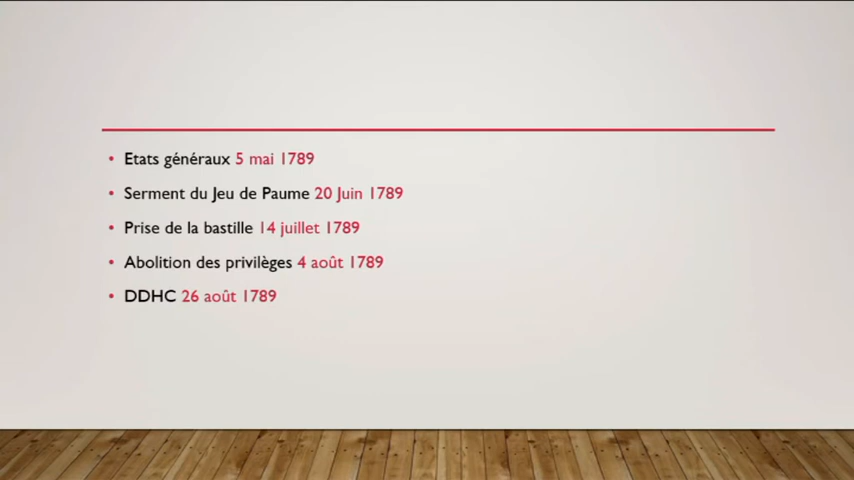 • Etats généraux 5 mai 1789
• Serment du Jeu de Paume 20 Juin 1789
• Prise de la bastille 14 juillet 1789
• Abolition des privilèges 4 août 1789
• DDHC 26 août 1789